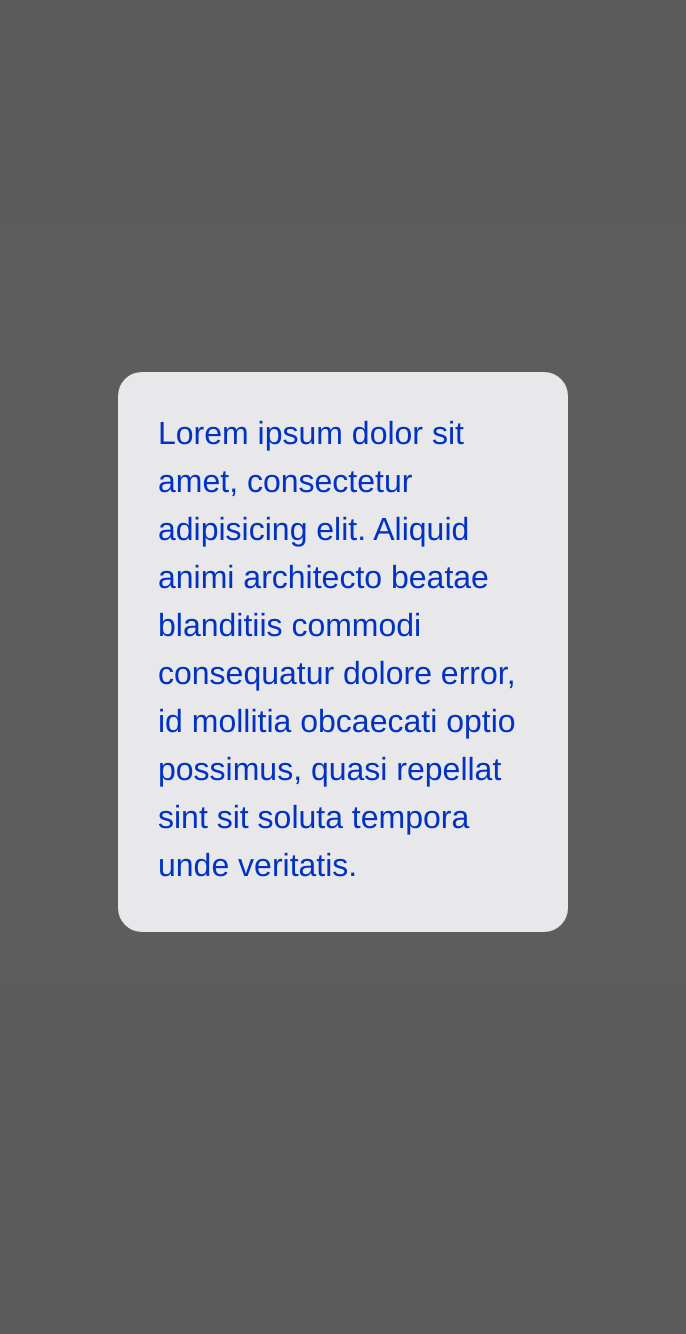 Lorem ipsum dolor sit
amet, consectetur
adipisicing elit. Aliquid
animi architecto beatae
blanditiis commodi
consequatur dolore error,
id mollitia obcaecati optio
possimus, quasi repellat
sint sit soluta tempora
unde veritatis.